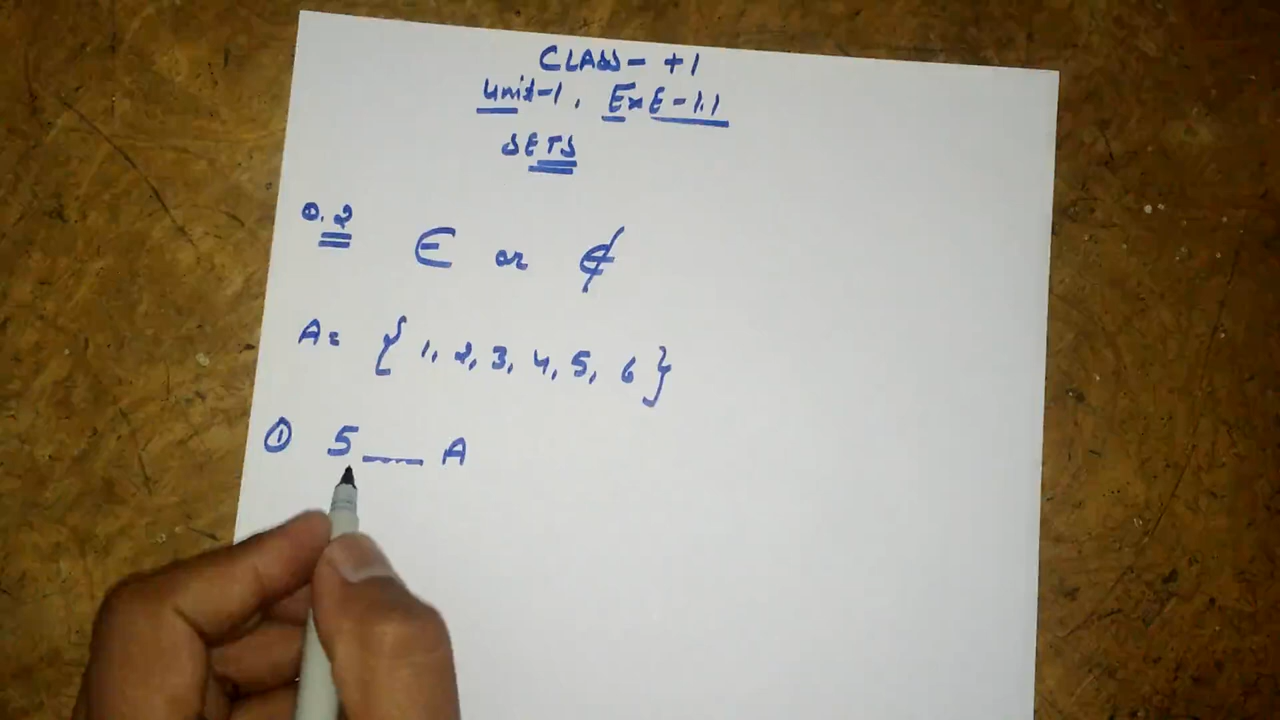 CLASS- +1
Unit-1, ExE-1.1
SETS
Q.2
∈ or ∉
A= {1, 2, 3, 4, 5, 6}
① 5 ___ A